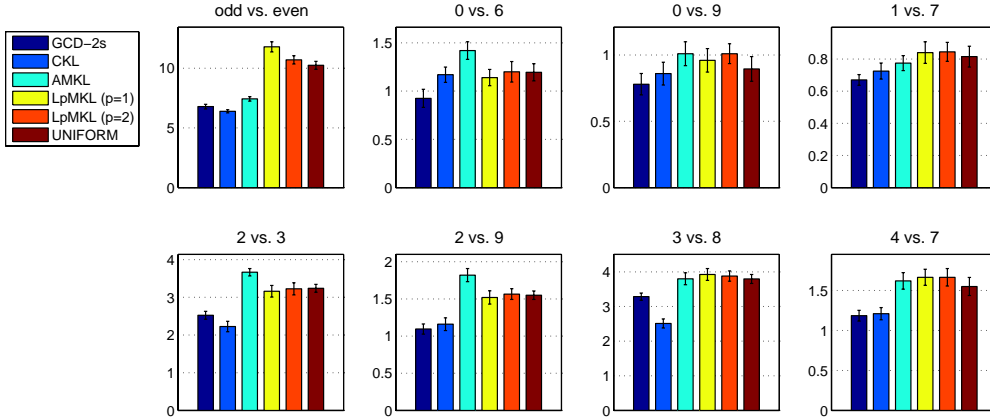 GCD-2s
CKL
AMKL
LpMKL (p=1)
LpMKL (p=2)
UNIFORM
odd vs. even
10
5
0
0 vs. 6
1.5
1
0.5
0
0 vs. 9
1
0.5
0
1 vs. 7
0.8
0.6
0.4
0.2
0
2 vs. 3
4
3
2
1
0
2 vs. 9
2
1.5
1
0.5
0
3 vs. 8
4
3
2
1
0
4 vs. 7
1.5
1
0.5
0